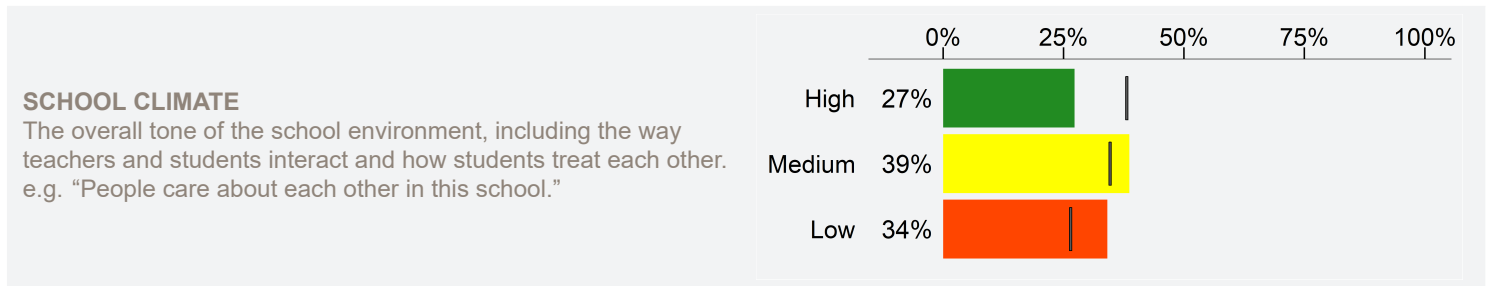 SCHOOL CLIMATE
The overall tone of the school environment, including the way
teachers and students interact and how students treat each other.
e.g. “People care about each other in this school.”
0% 25% 50% 75% 100%
High 27%
Medium 39%
Low 34%